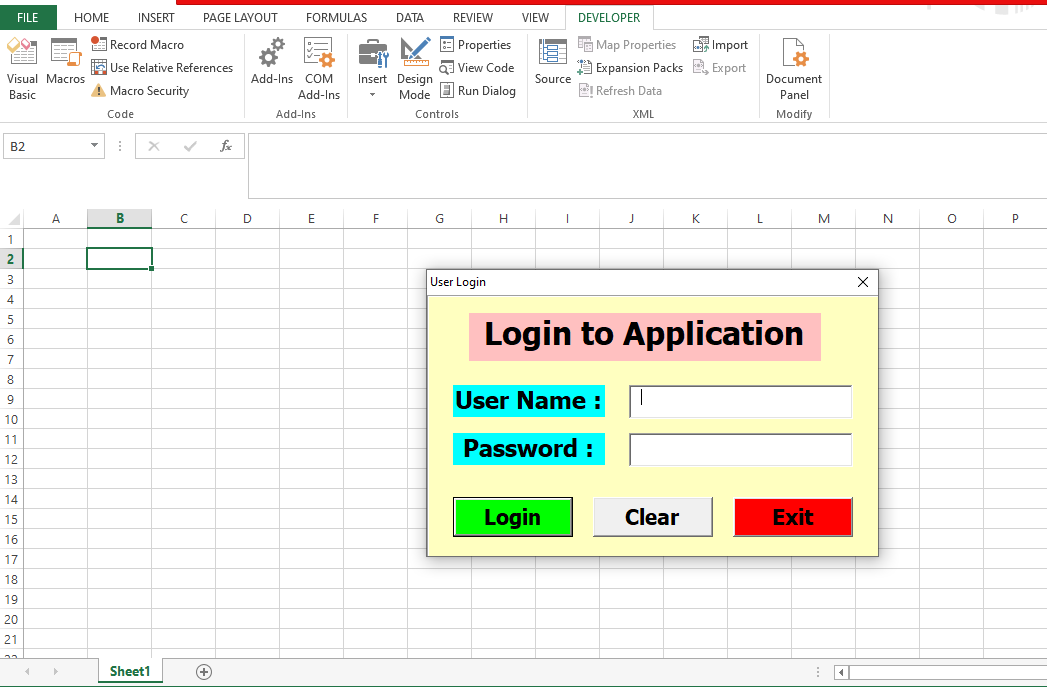 FILE HOME INSERT PAGE LAYOUT FORMULAS DATA REVIEW VIEW DEVELOPER
Visual Basic
Macros
Record Macro
Use Relative References
Macro Security
Code
Add-Ins
COM Add-Ins
Add-Ins
Insert
Design Mode
Properties
View Code
Run Dialog
Controls
Source
Map Properties
Expansion Packs
Refresh Data
Import
Export
XML
Document Panel
Modify
B2
fx
A B C D E F G H I J K L M N O P
1
2
3
4
5
6
7
8
9
10
11
12
13
14
15
16
17
18
19
20
21
22
User Login
Login to Application
User Name :
Password :
Login Clear Exit
Sheet1